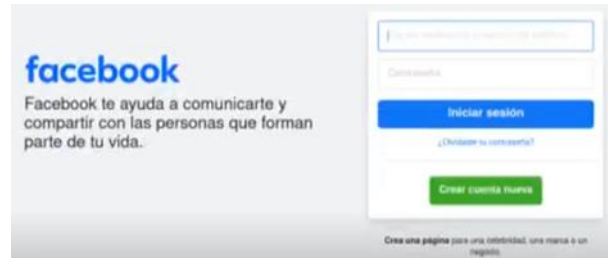 facebook
Facebook te ayuda a comunicarte y
compartir con las personas que forman
parte de tu vida.
Contraseña
Iniciar sesión
¿Olvidaste tu contraseña?
Crear cuenta nueva
Crea una página para una celebridad, una marca o un
negocio.